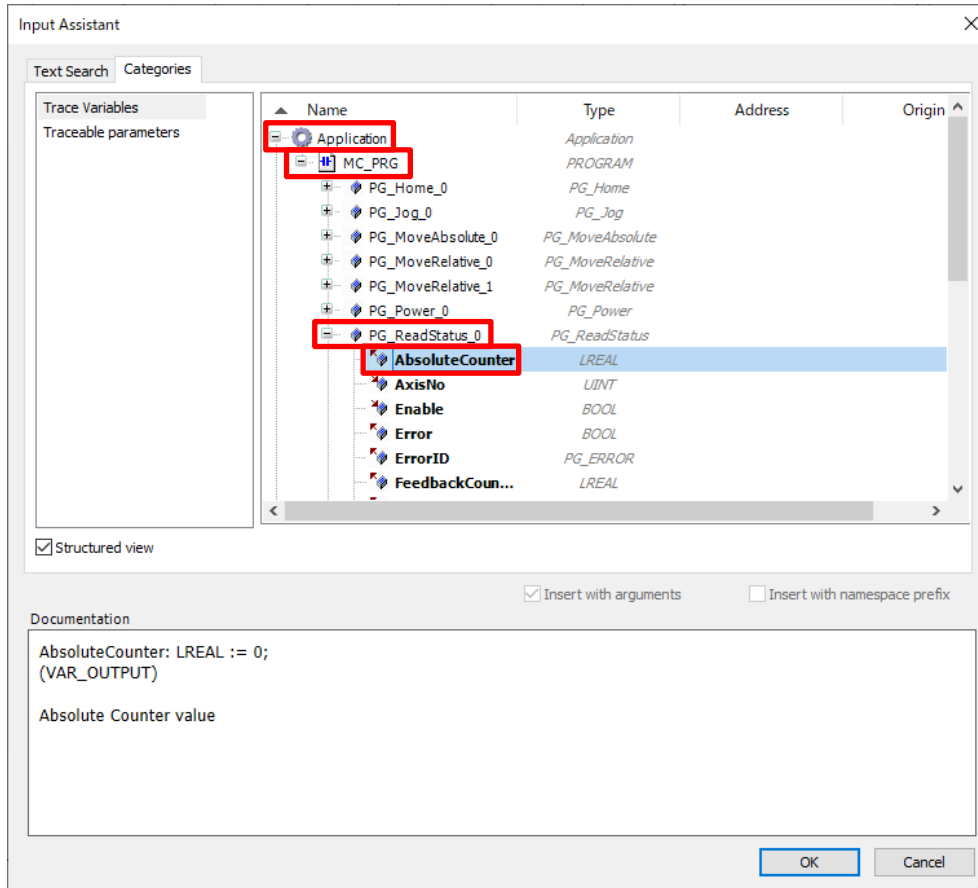 Input Assistant
Text Search Categories
Trace Variables
Traceable parameters
Name Type Address Origin
Application Application
MC_PRG PROGRAM
PG_Home_0 PG_Home
PG_Jog_0 PG_Jog
PG_MoveAbsolute_0 PG_MoveAbsolute
PG_MoveRelative_0 PG_MoveRelative
PG_MoveRelative_1 PG_MoveRelative
PG_Power_0 PG_Power
PG_ReadStatus_0 PG_ReadStatus
AbsoluteCounter LREAL
AxisNo UINT
Enable BOOL
Error BOOL
ErrorID PG_ERROR
FeedbackCoun... LREAL
Structured view
Insert with arguments Insert with namespace prefix
Documentation
AbsoluteCounter: LREAL := 0;
(VAR_OUTPUT)
Absolute Counter value
OK Cancel